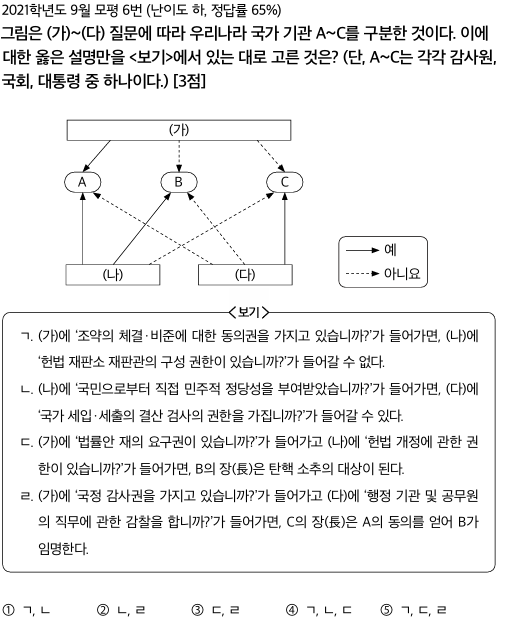 2021학년도 9월 모평 6번 (난이도 하, 정답률 65%)
그림은 (가)~(다) 질문에 따라 우리나라 국가 기관 A~C를 구분한 것이다. 이에
대한 옳은 설명만을 <보기>에서 있는 대로 고른 것은? (단, A~C는 각각 감사원,
국회, 대통령 중 하나이다.) [3점]
(가)
A
B
C
(나)
(다)
예
아니요
<보기>
ㄱ. (가)에 '조약의 체결·비준에 대한 동의권을 가지고 있습니까?'가 들어가면, (나)에
'헌법 재판소 재판관의 구성 권한이 있습니까?'가 들어갈 수 없다.
ㄴ. (나)에 '국민으로부터 직접 민주적 정당성을 부여받았습니까?'가 들어가면, (다)에
'국가 세입·세출의 결산 검사의 권한을 가집니까?'가 들어갈 수 있다.
ㄷ. (가)에 '법률안 재의 요구권이 있습니까?'가 들어가고 (나)에 '헌법 개정에 관한 권
한이 있습니까?'가 들어가면, B의 장(長)은 탄핵 소추의 대상이 된다.
ㄹ. (가)에 '국정 감사권을 가지고 있습니까?'가 들어가고 (다)에 '행정 기관 및 공무원
의 직무에 관한 감찰을 합니까?'가 들어가면, C의 장(長)은 A의 동의를 얻어 B가
임명한다.
① ㄱ, ㄴ ② ㄴ, ㄹ ③ ㄷ, ㄹ ④ ㄱ, ㄴ, ㄷ ⑤ ㄱ, ㄷ, ㄹ